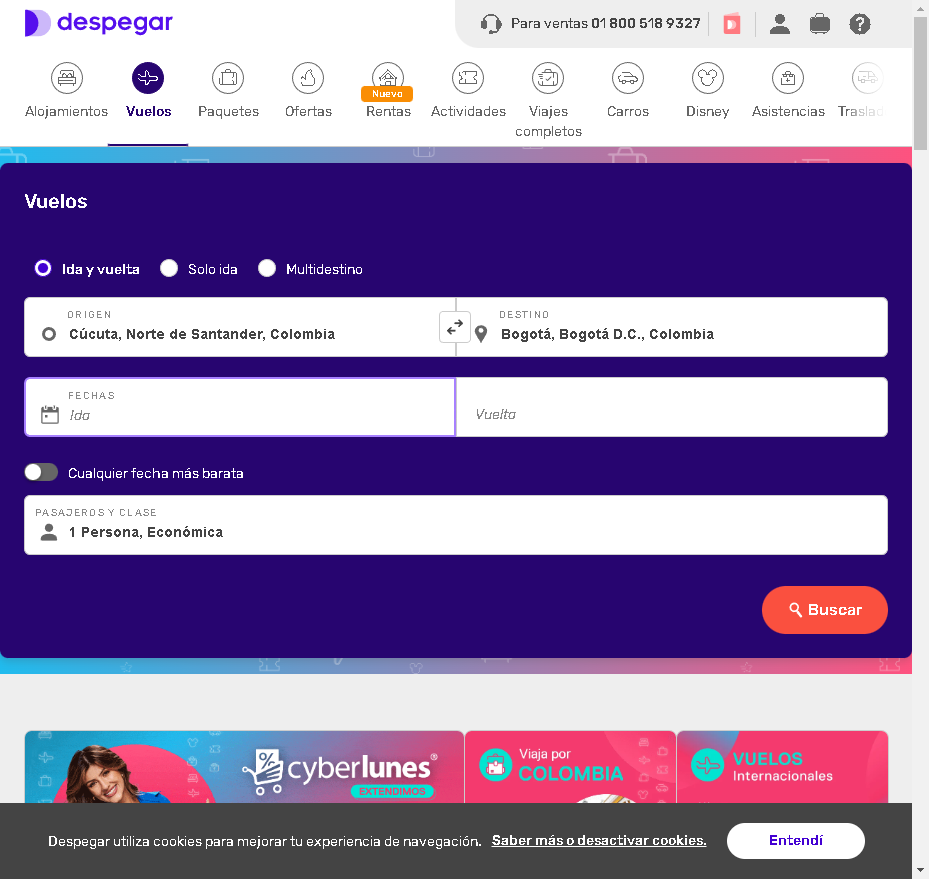 despegar
Para ventas 01 800 518 9327
Alojamientos
Vuelos
Paquetes
Ofertas
Nuevo
Rentas
Actividades
Viajes
completos
Carros
Disney
Asistencias
Traslad
Vuelos
Ida y vuelta
Solo ida
Multidestino
ORIGEN
Cúcuta, Norte de Santander, Colombia
DESTINO
Bogotá, Bogotá D.C., Colombia
FECHAS
Ida
Vuelta
Cualquier fecha más barata
PASAJEROS Y CLASE
1 Persona, Económica
Buscar
cyberlunes®
EXTENDIMOS
Viaja por
COLOMBIA
VUELOS
Internacionales
Despegar utiliza cookies para mejorar tu experiencia de navegación. Saber más o desactivar cookies.
Entendí